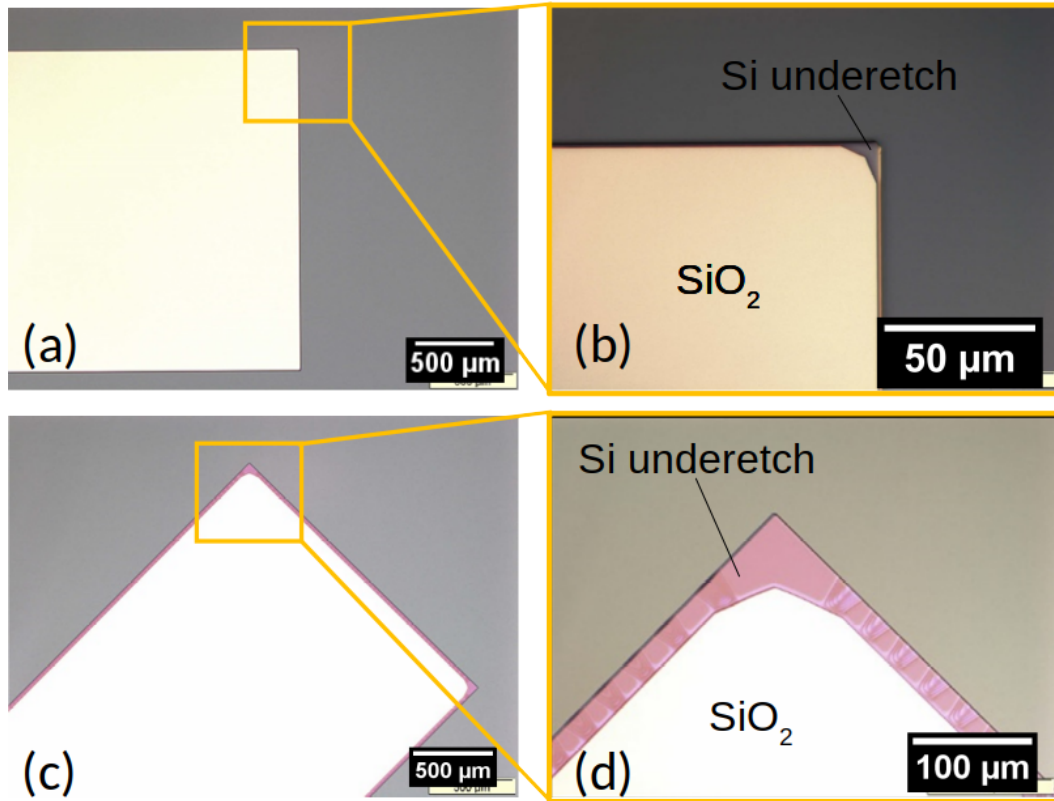 (a)
500 µm
Si underetch
SiO2
(b)
50 µm
(c)
500 µm
Si underetch
SiO2
(d)
100 µm